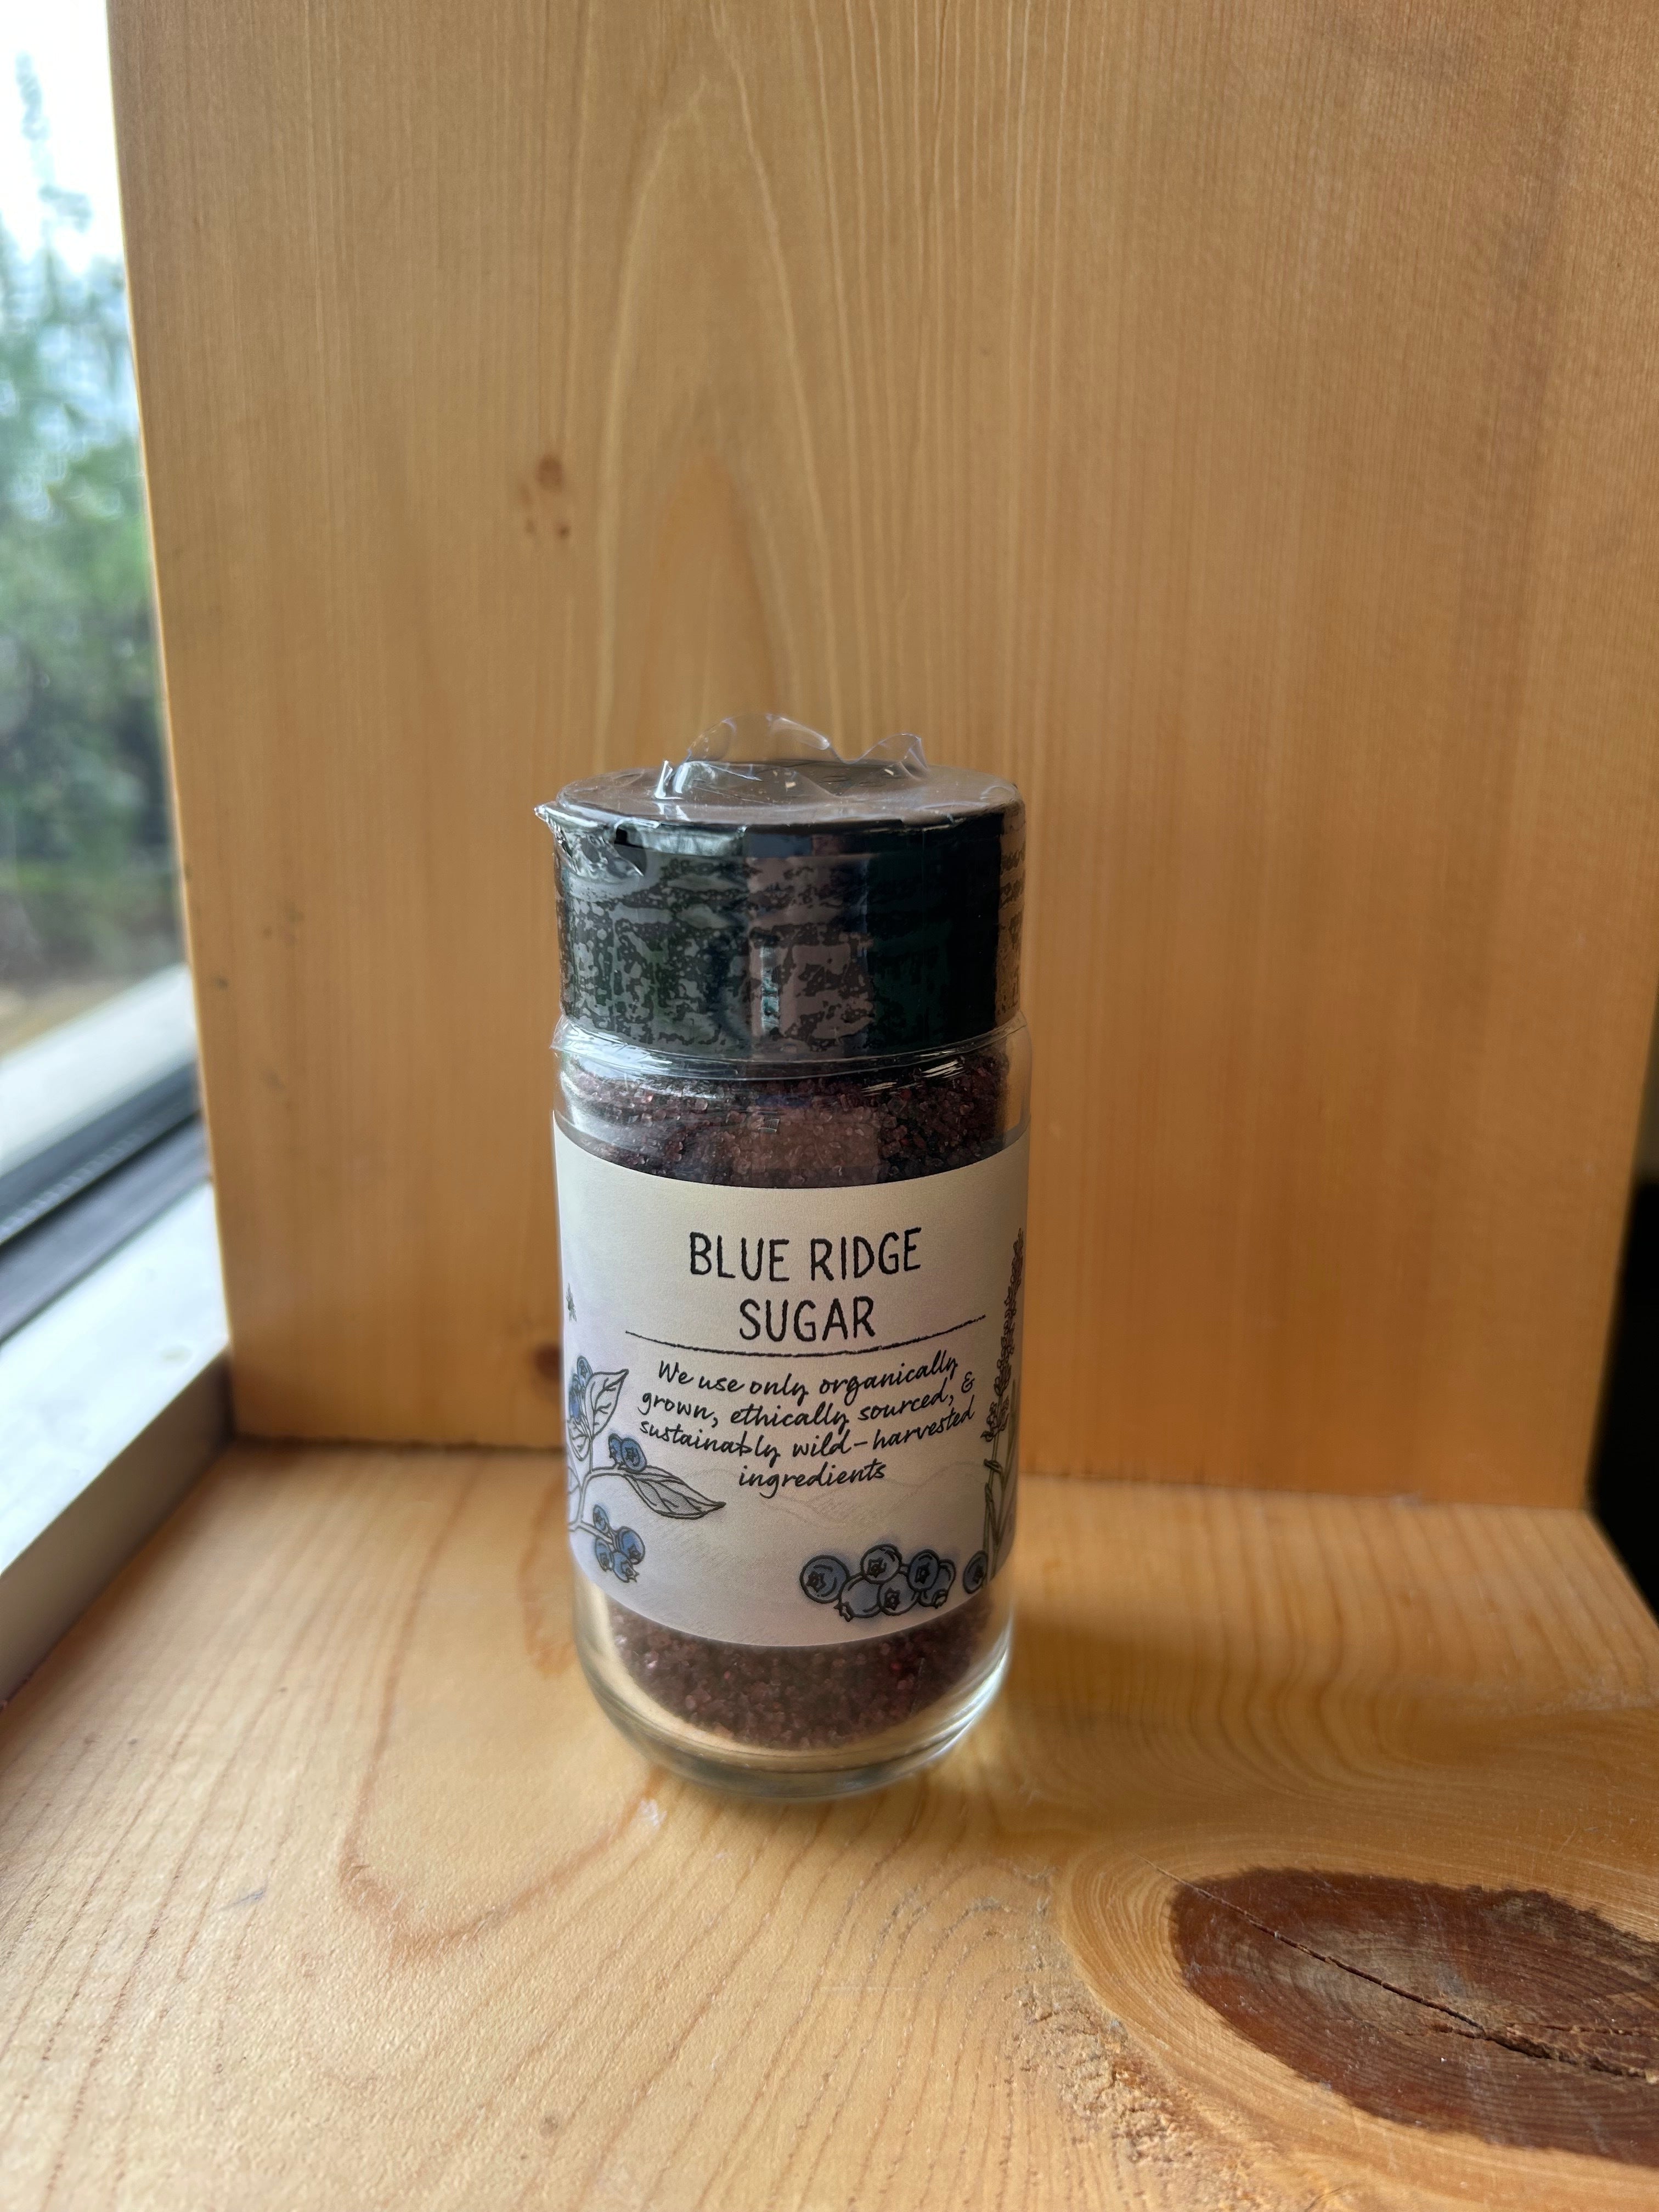 BLUE RIDGE
SUGAR
We use only organically
grown, ethically sourced, &
sustainably wild-harvested
ingredients